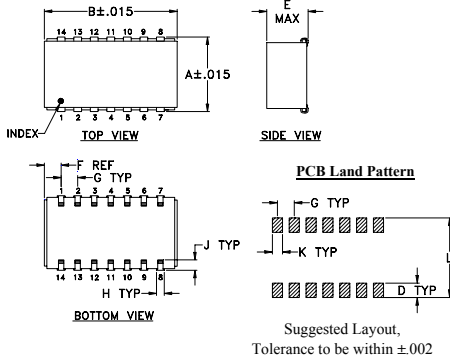 B±.015
E
MAX
14 13 12 11 10 9 8
A±.015
INDEX
1 2 3 4 5 6 7
TOP VIEW
SIDE VIEW
F REF
G TYP
1 2 3 4 5 6 7
J TYP
14 13 12 11 10 9 8
H TYP
BOTTOM VIEW
PCB Land Pattern
G TYP
K TYP
L
D TYP
Suggested Layout,
Tolerance to be within ±.002